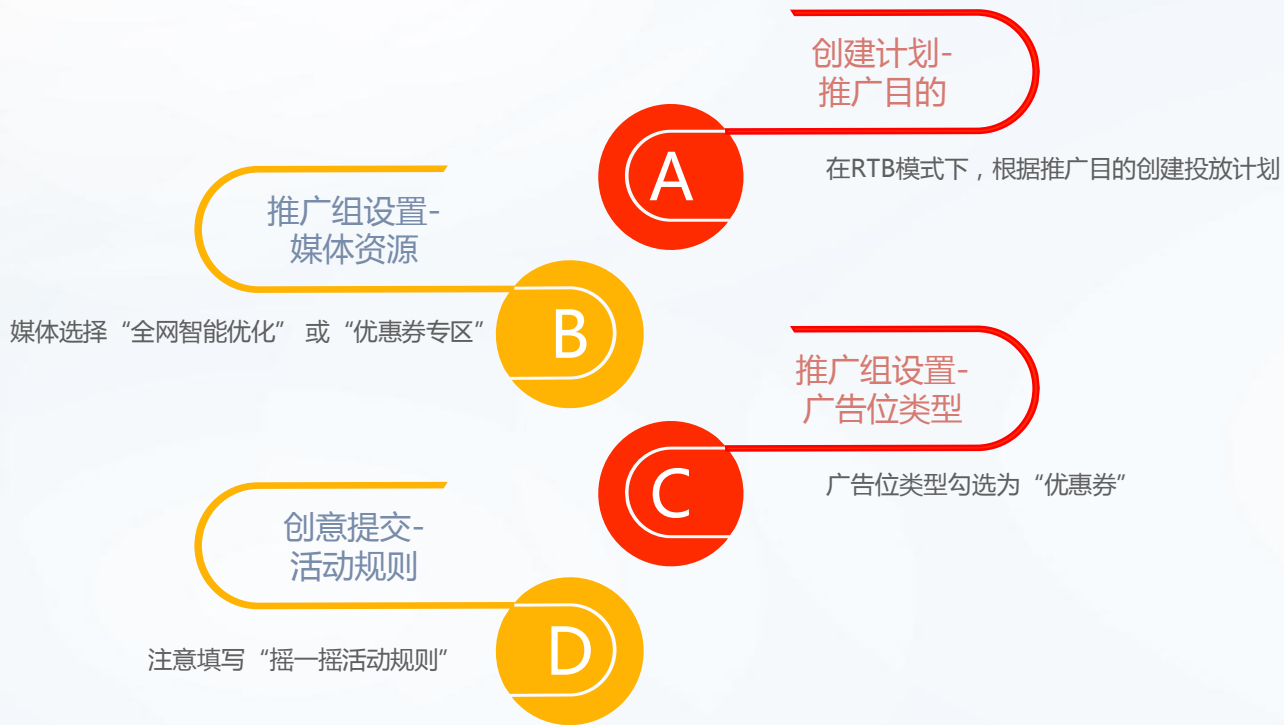 创建计划-
推广目的
A
在RTB模式下，根据推广目的创建投放计划
推广组设置-
媒体资源
B
媒体选择“全网智能优化” 或“优惠券专区”
推广组设置-
广告位类型
C
广告位类型勾选为“优惠券”
创意提交-
活动规则
D
注意填写“摇一摇活动规则”